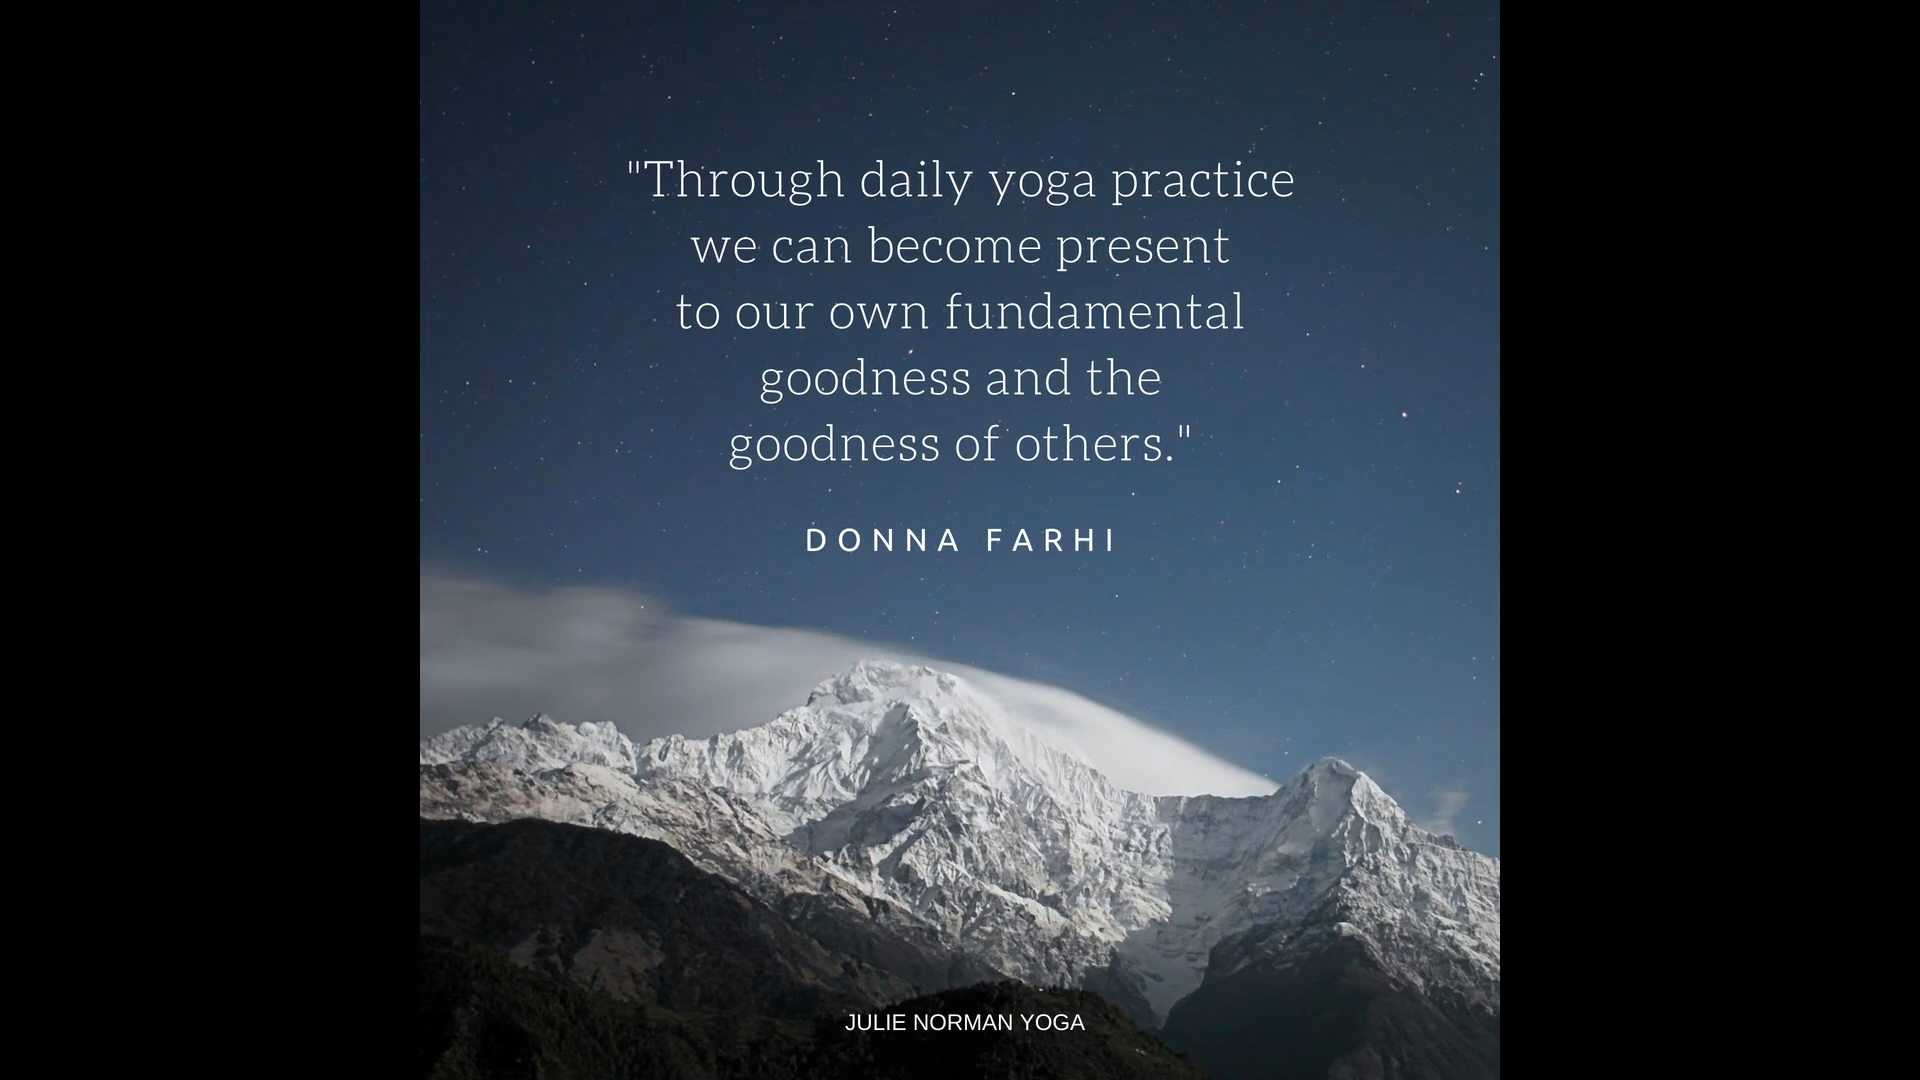 "Through daily yoga practice
we can become present
to our own fundamental
goodness and the
goodness of others."
DONNA FARHI
JULIE NORMAN YOGA